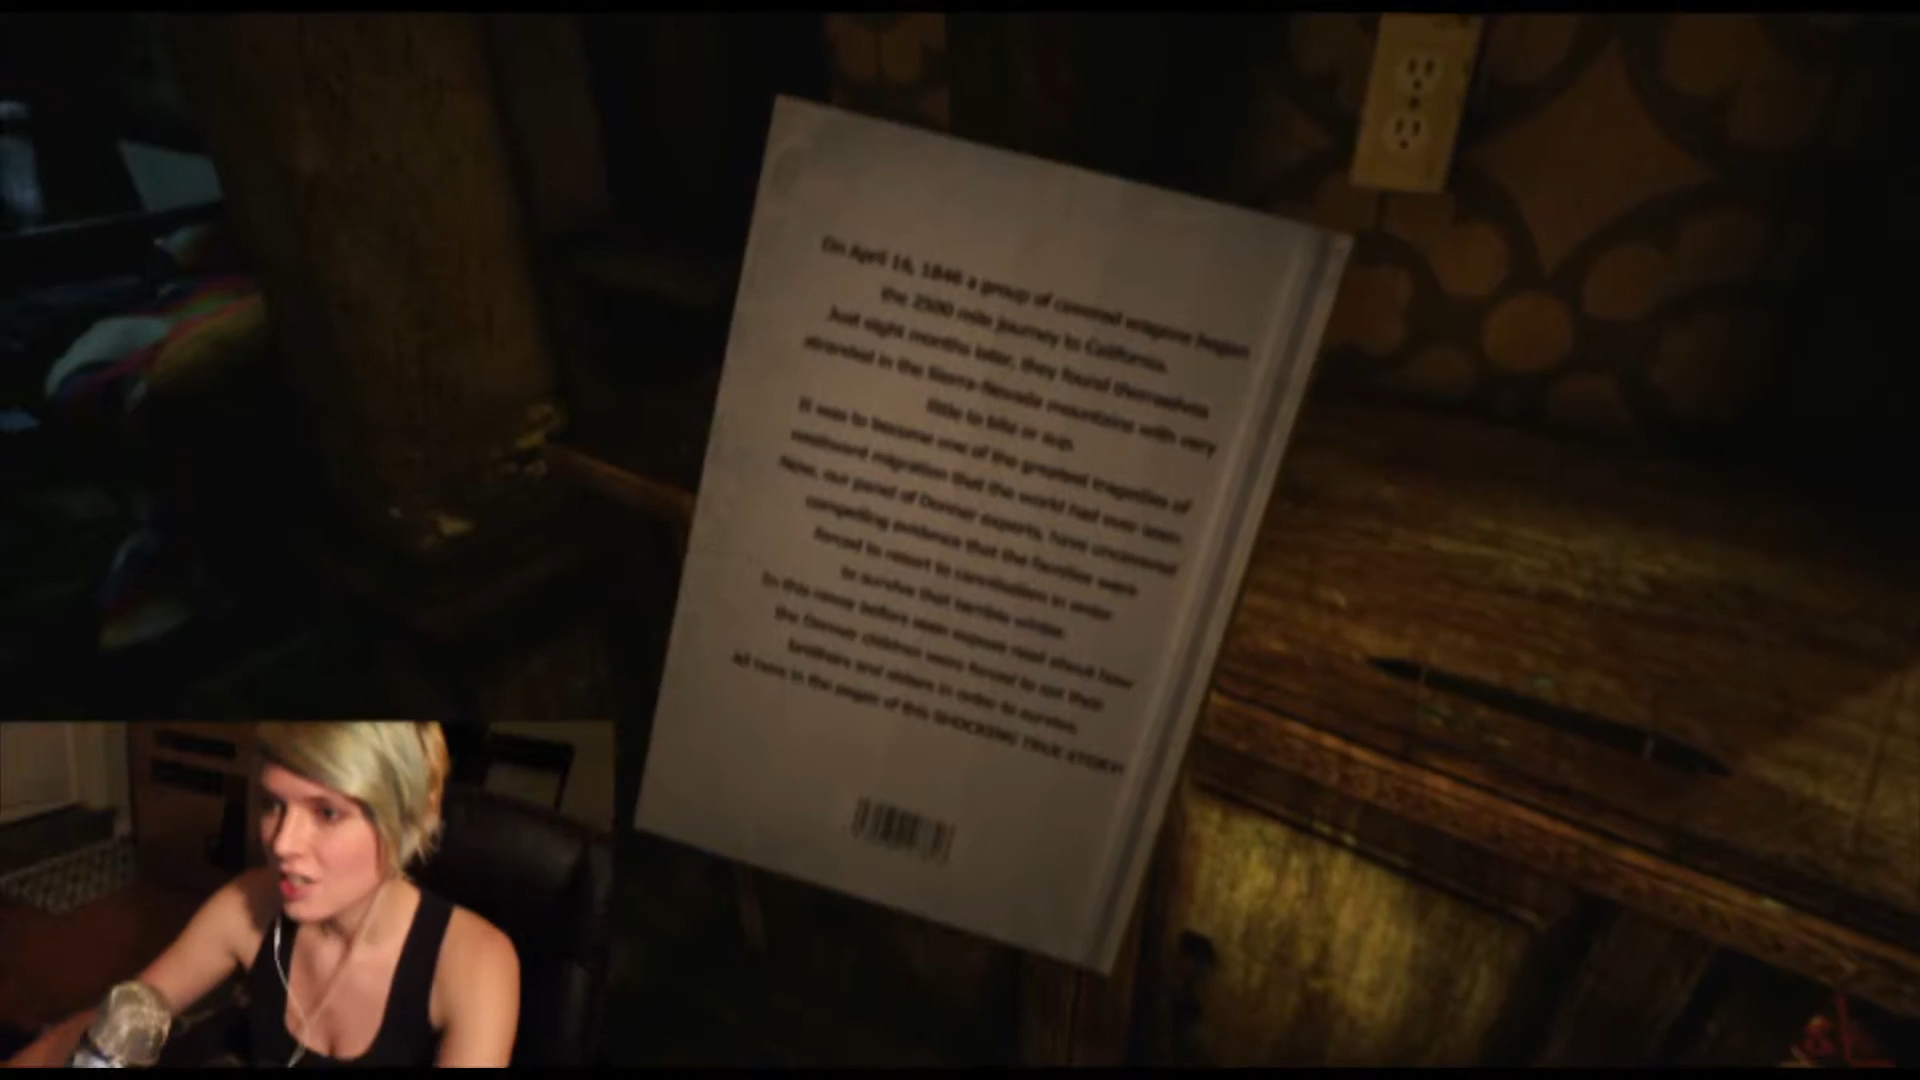 On April 16, 1846 a group of covered wagons began
the 2500 mile journey to California.
Just eight months later, they found themselves
stranded in the Sierra Nevada mountains with very
little to bite or sup.
It was to become one of the greatest tragedies of
westward migration that the world had ever seen.
Now, our panel of Donner experts, have uncovered
compelling evidence that the families were
forced to resort to cannibalism in order
to survive that terrible winter.
In this never before seen expose read about how
the Donner children were forced to eat their
brothers and sisters in order to survive.
All here in the pages of this SHOCKING TRUE STORY!